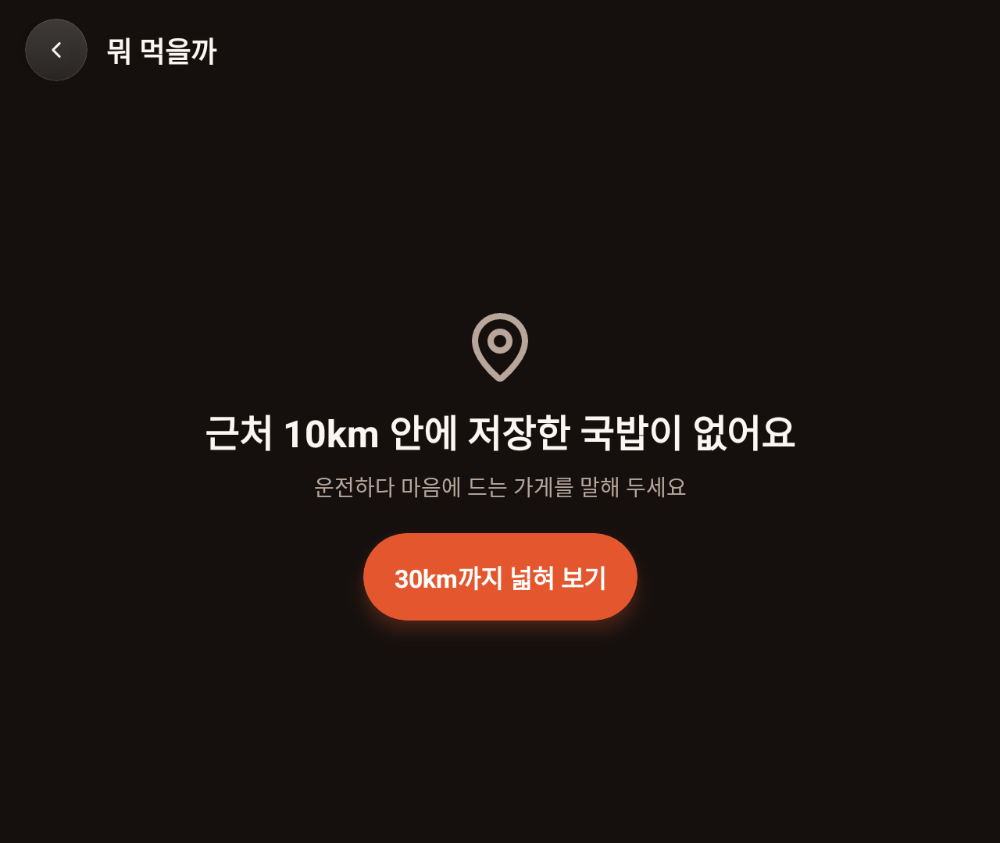 뭐 먹을까
근처 10km 안에 저장한 국밥이 없어요
운전하다 마음에 드는 가게를 말해 두세요
30km까지 넓혀 보기